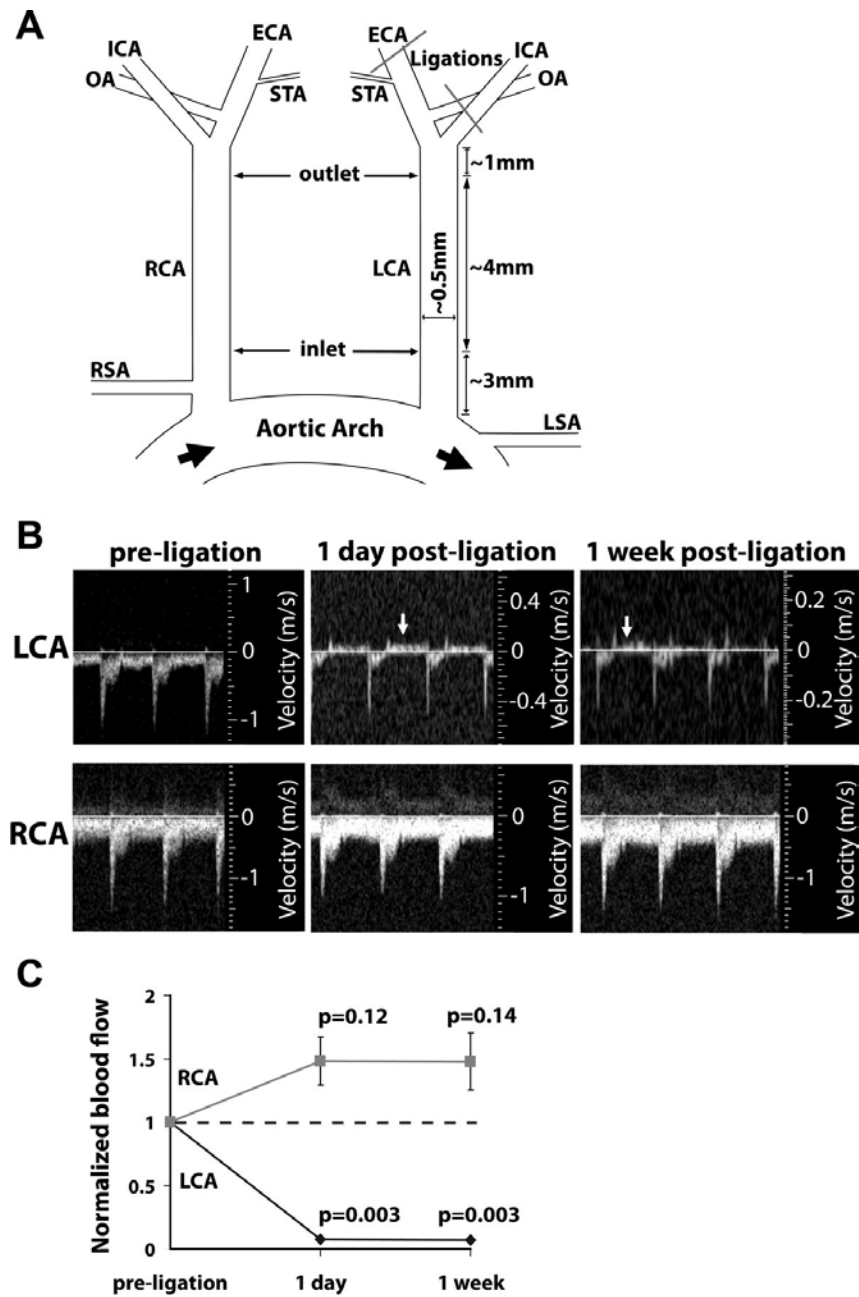 A
ECA
ECA
ICA
ICA
Ligations
OA
OA
STA
STA
~1mm
outlet
RCA
LCA
~0.5mm
~4mm
inlet
RSA
~3mm
Aortic Arch
LSA
B
pre-ligation
1 day post-ligation
1 week post-ligation
LCA
1
0
-1
Velocity (m/s)
0.4
0
-0.4
Velocity (m/s)
0.2
0
-0.2
Velocity (m/s)
RCA
0
-1
Velocity (m/s)
0
-1
Velocity (m/s)
0
-1
Velocity (m/s)
C
Normalized blood flow
2
1.5
1
0.5
0
p=0.12
p=0.14
RCA
LCA
p=0.003
p=0.003
pre-ligation
1 day
1 week